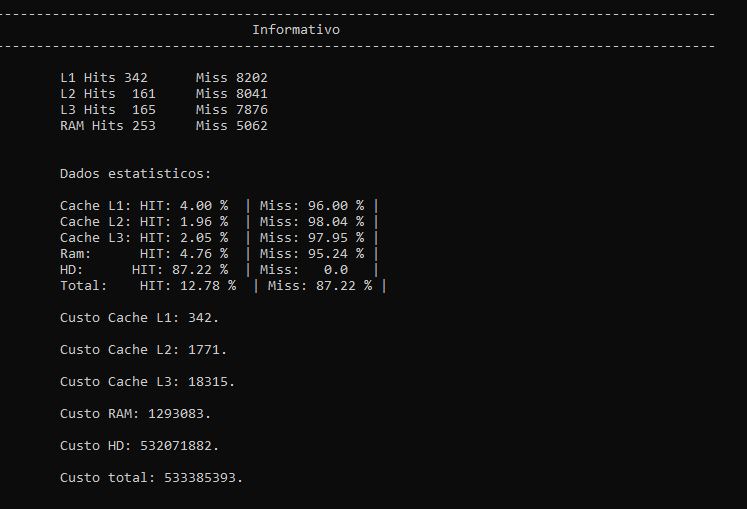 Informativo
L1 Hits 342      Miss 8202
L2 Hits  161     Miss 8041
L3 Hits  165     Miss 7876
RAM Hits 253     Miss 5062
Dados estatisticos:
Cache L1: HIT: 4.00 %  | Miss: 96.00 % |
Cache L2: HIT: 1.96 %  | Miss: 98.04 % |
Cache L3: HIT: 2.05 %  | Miss: 97.95 % |
Ram:      HIT: 4.76 %  | Miss: 95.24 % |
HD:      HIT: 87.22 %  | Miss:   0.0   |
Total:    HIT: 12.78 %  | Miss: 87.22 % |
Custo Cache L1: 342.
Custo Cache L2: 1771.
Custo Cache L3: 18315.
Custo RAM: 1293083.
Custo HD: 532071882.
Custo total: 533385393.